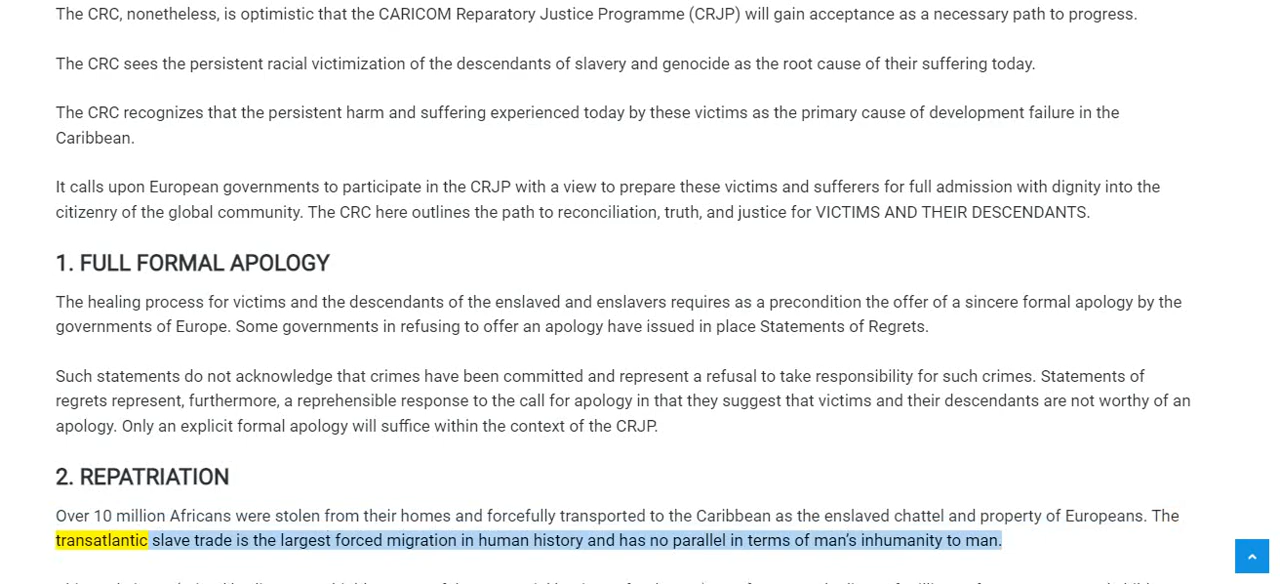 The CRC, nonetheless, is optimistic that the CARICOM Reparatory Justice Programme (CRJP) will gain acceptance as a necessary path to progress.
The CRC sees the persistent racial victimization of the descendants of slavery and genocide as the root cause of their suffering today.
The CRC recognizes that the persistent harm and suffering experienced today by these victims as the primary cause of development failure in the
Caribbean.
It calls upon European governments to participate in the CRJP with a view to prepare these victims and sufferers for full admission with dignity into the
citizenry of the global community. The CRC here outlines the path to reconciliation, truth, and justice for VICTIMS AND THEIR DESCENDANTS.
1. FULL FORMAL APOLOGY
The healing process for victims and the descendants of the enslaved and enslavers requires as a precondition the offer of a sincere formal apology by the
governments of Europe. Some governments in refusing to offer an apology have issued in place Statements of Regrets.
Such statements do not acknowledge that crimes have been committed and represent a refusal to take responsibility for such crimes. Statements of
regrets represent, furthermore, a reprehensible response to the call for apology in that they suggest that victims and their descendants are not worthy of an
apology. Only an explicit formal apology will suffice within the context of the CRJP.
2. REPATRIATION
Over 10 million Africans were stolen from their homes and forcefully transported to the Caribbean as the enslaved chattel and property of Europeans. The
transatlantic slave trade is the largest forced migration in human history and has no parallel in terms of man's inhumanity to man.